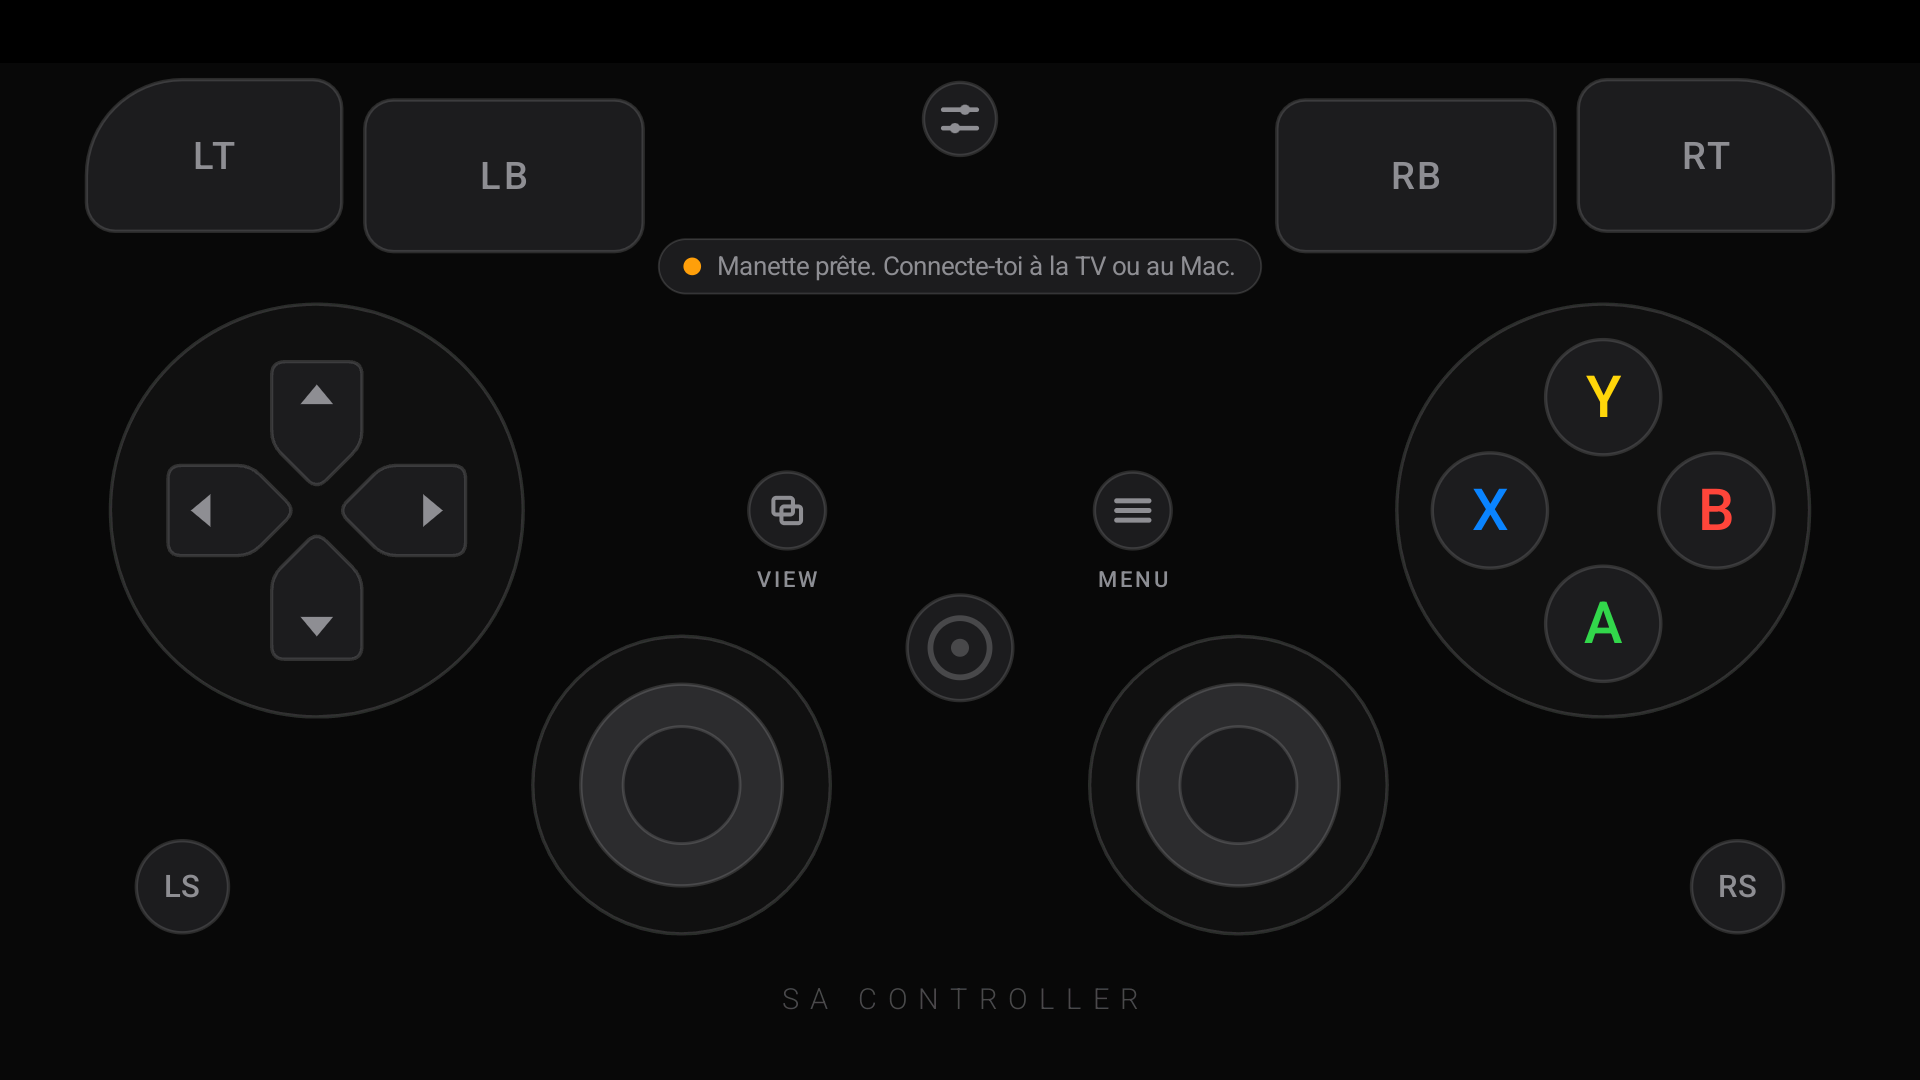 LT
LB
RB
RT
Manette prête. Connecte-toi à la TV ou au Mac.
Y
X
B
A
VIEW
MENU
LS
RS
SA CONTROLLER